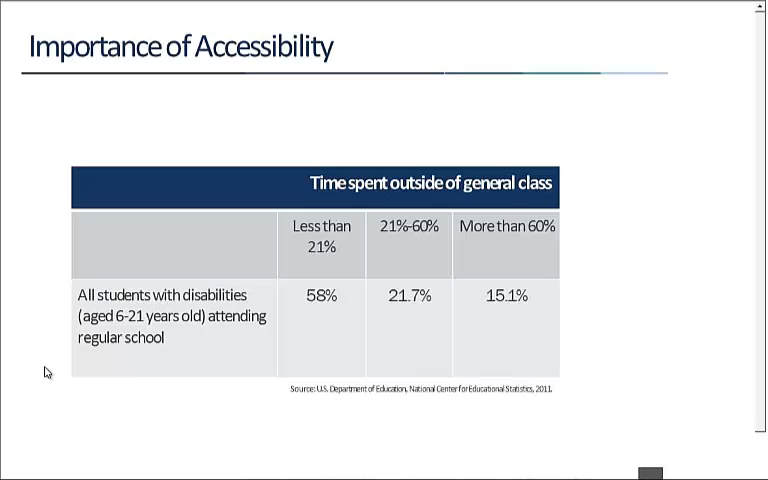 Importance of Accessibility
Time spent outside of general class
Less than 21%-60% More than 60%
21%
All students with disabilities 58% 21.7% 15.1%
(aged 6-21 years old) attending
regular school
Source: U.S. Department of Education, National Center for Educational Statistics, 2011.